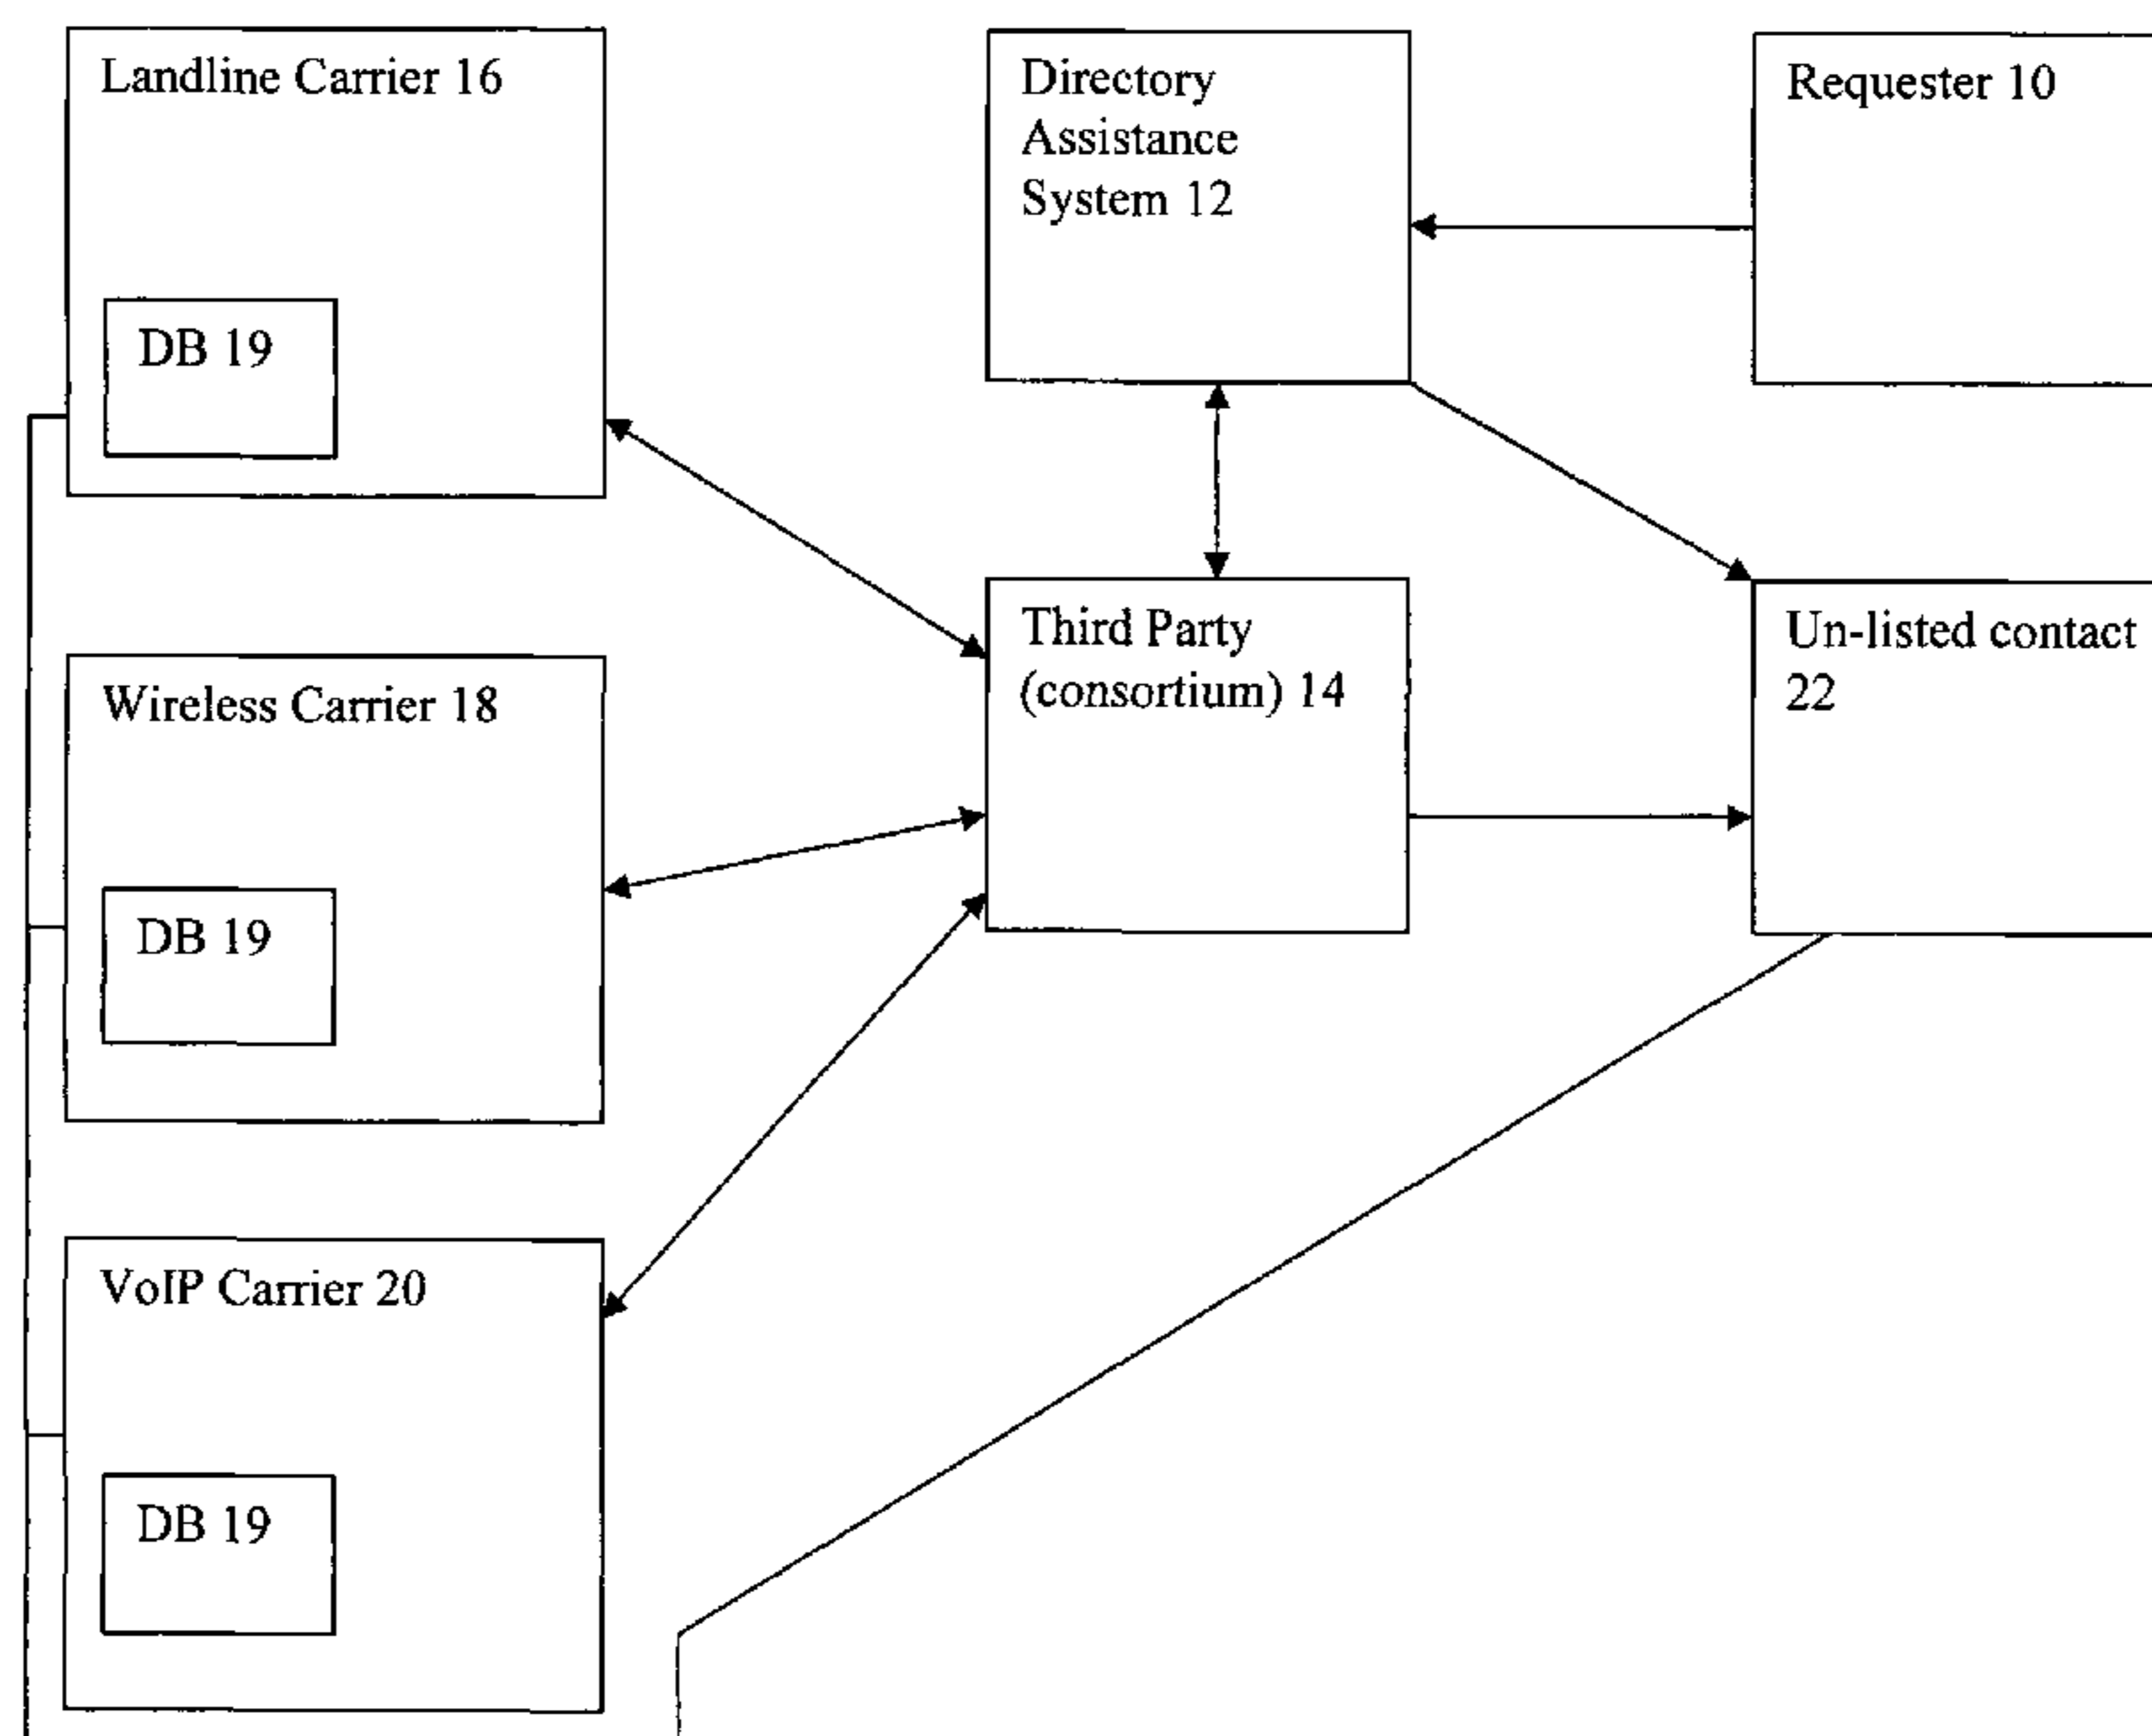 Landline Carrier 16
DB 19
Directory
Assistance
System 12
Requester 10
Wireless Carrier 18
DB 19
Third Party
(consortium) 14
Un-listed contact
22
VoIP Carrier 20
DB 19